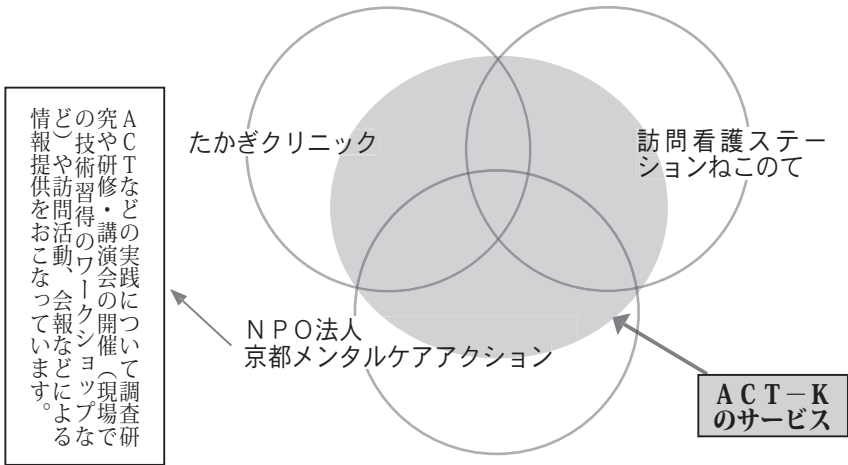 たかぎクリニック
訪問看護ステー
ションねこのて
ＮＰＯ法人
京都メンタルケアアクション
ＡＣＴ－Ｋ
のサービス
ＡＣＴなどの実践について調査研
究や研修・講演会の開催（現場で
の技術習得のワークショップな
ど）や訪問活動、会報などによる
情報提供をおこなっています。